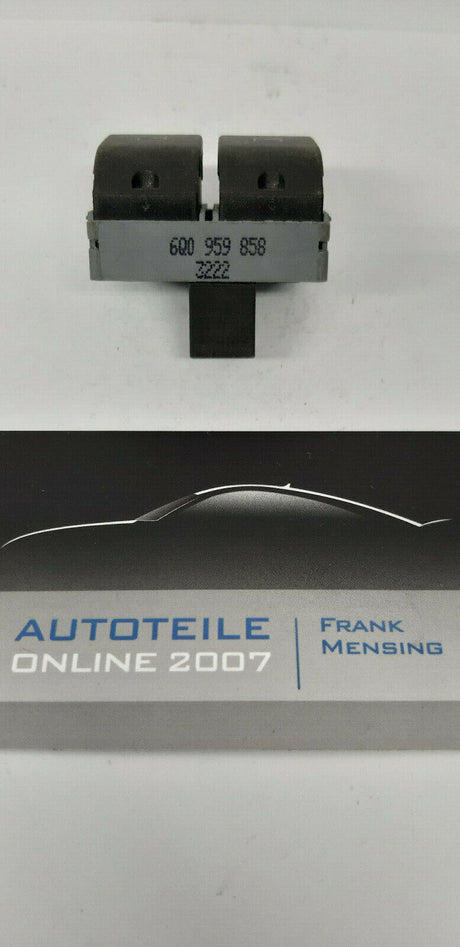 6Q0 959 858
3222
AUTOTEILE
ONLINE 2007
FRANK
MENSING